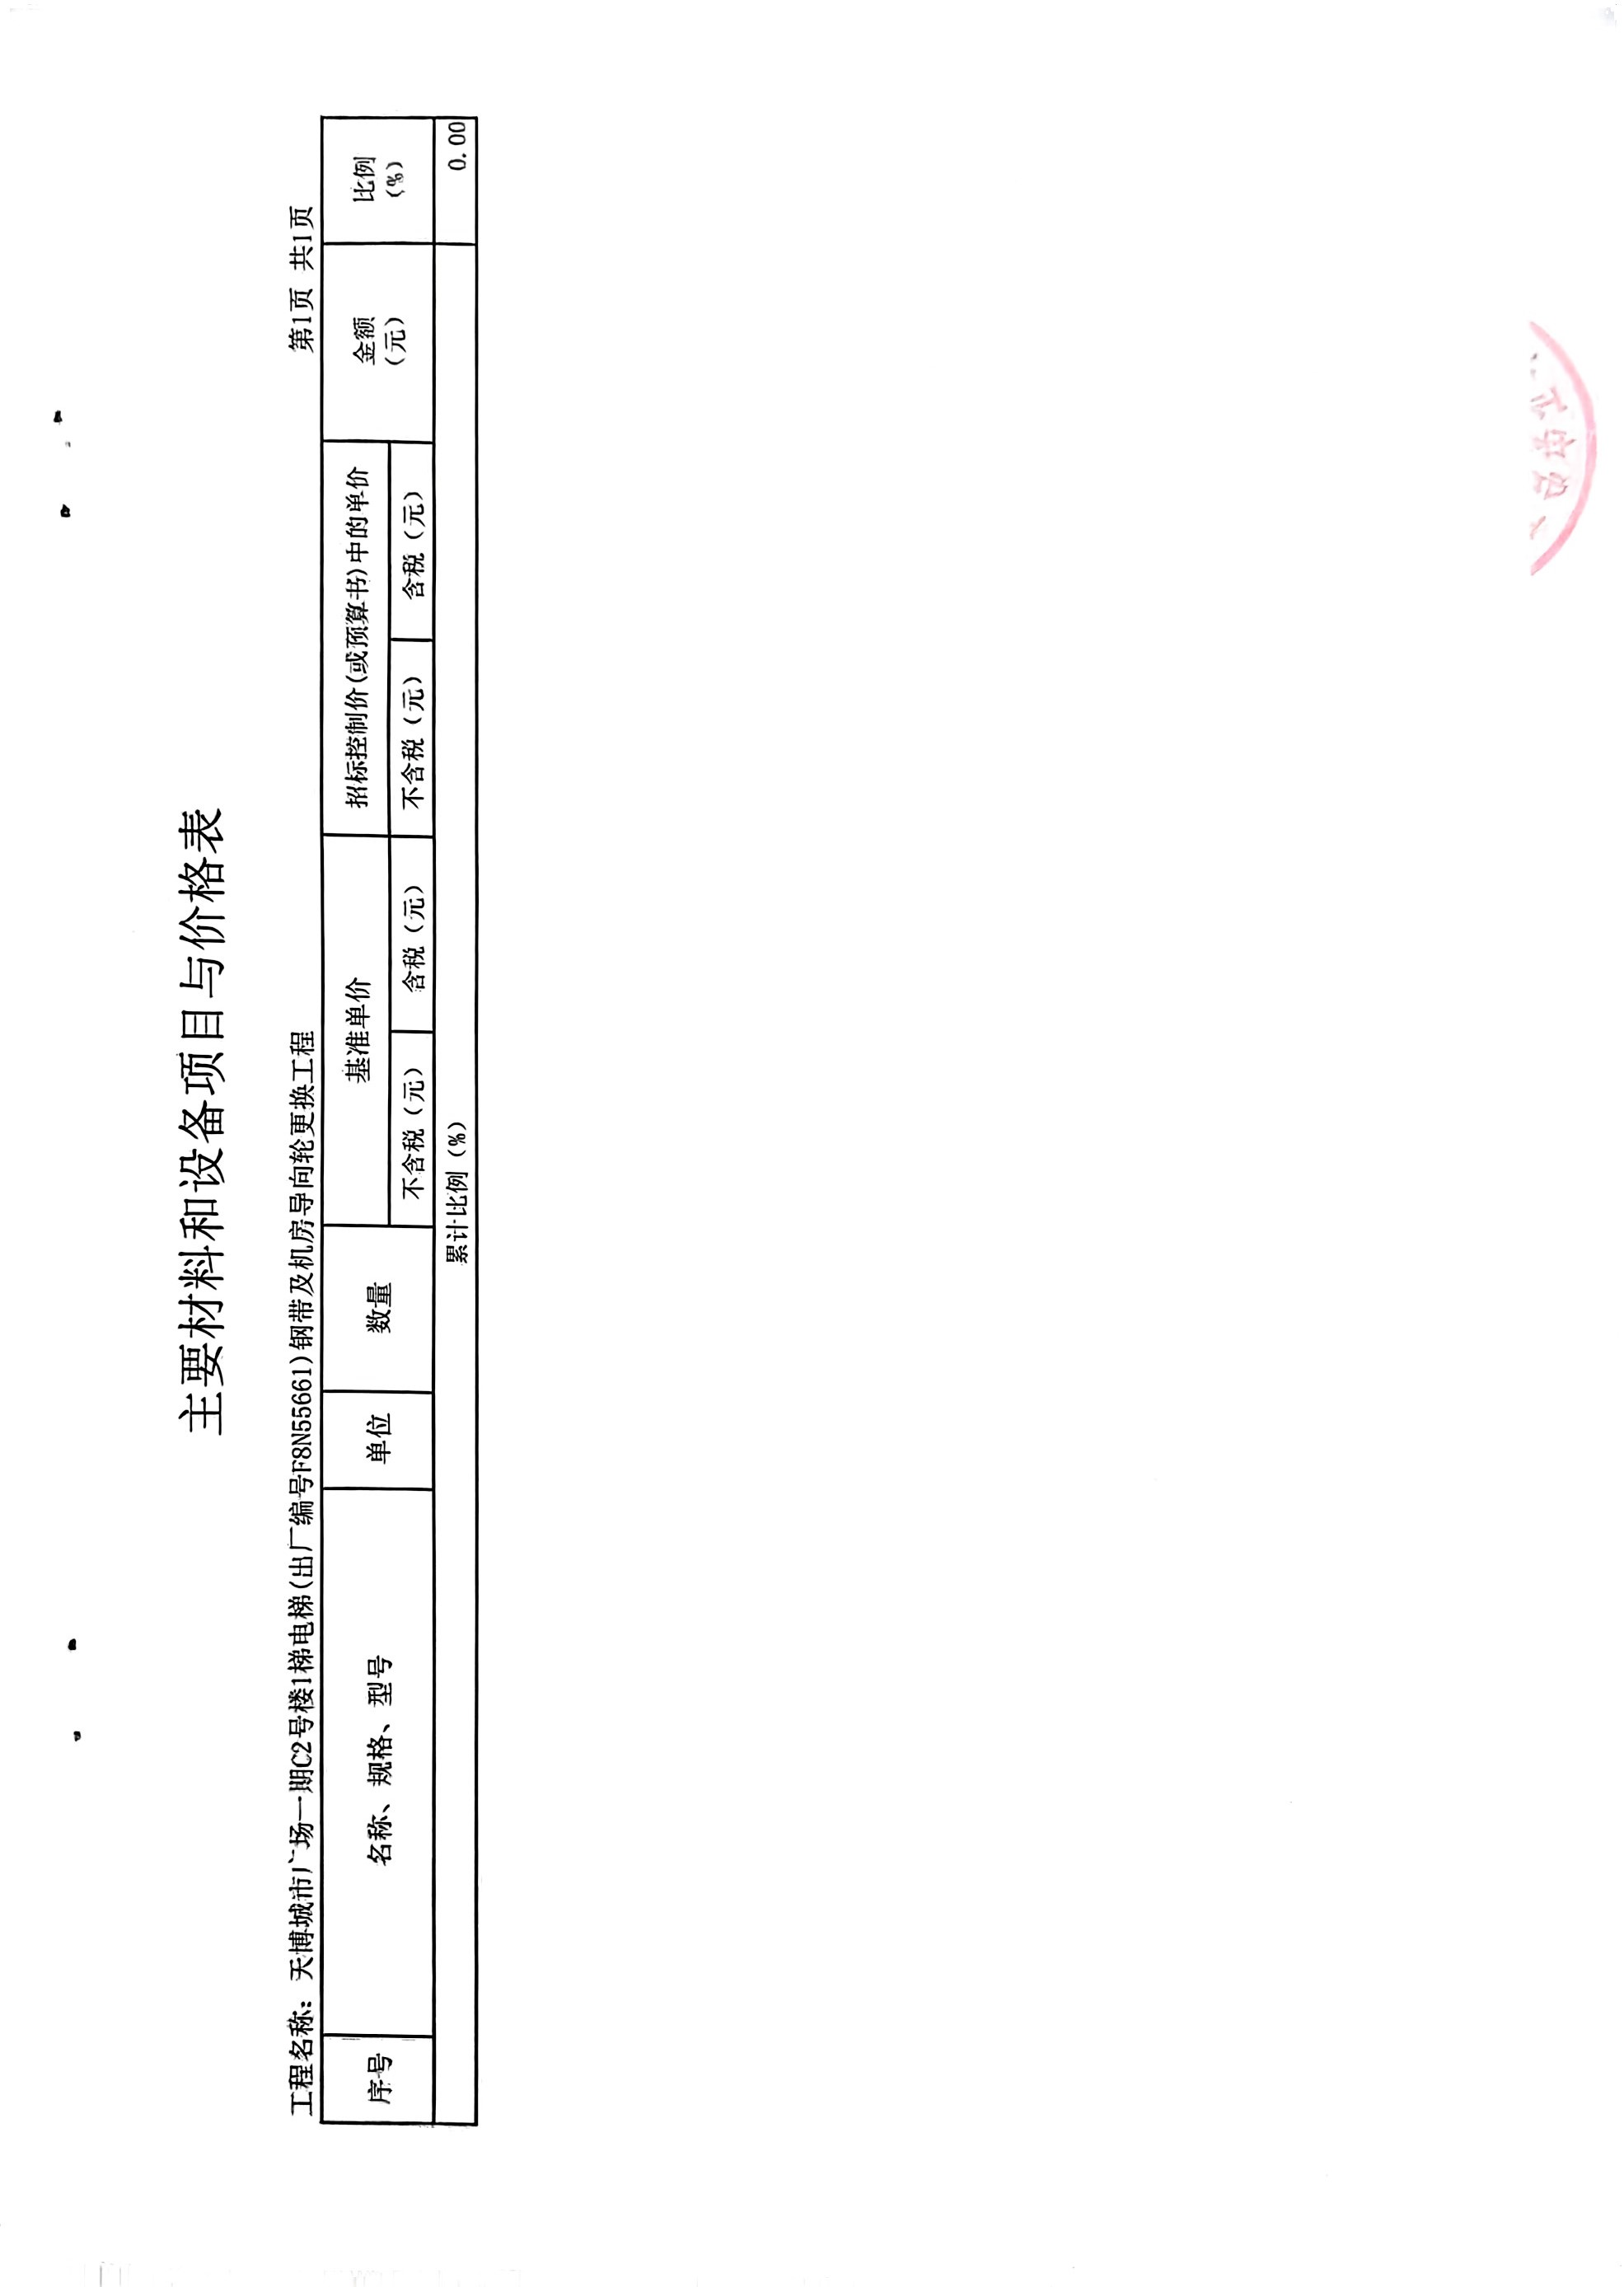 主要材料和设备项目与价格表
工程名称：天博城市广场一期C2号楼1梯电梯(出厂编号F8N55661)钢带及机房导向轮更换工程 第1页 共1页
序号 名称、规格、型号 单位 数量 基准单价 招标控制价(或预算书)中的单价 金额(元) 比例(%)
不含税(元) 含税(元) 不含税(元) 含税(元)
累计比例(%) 0.00